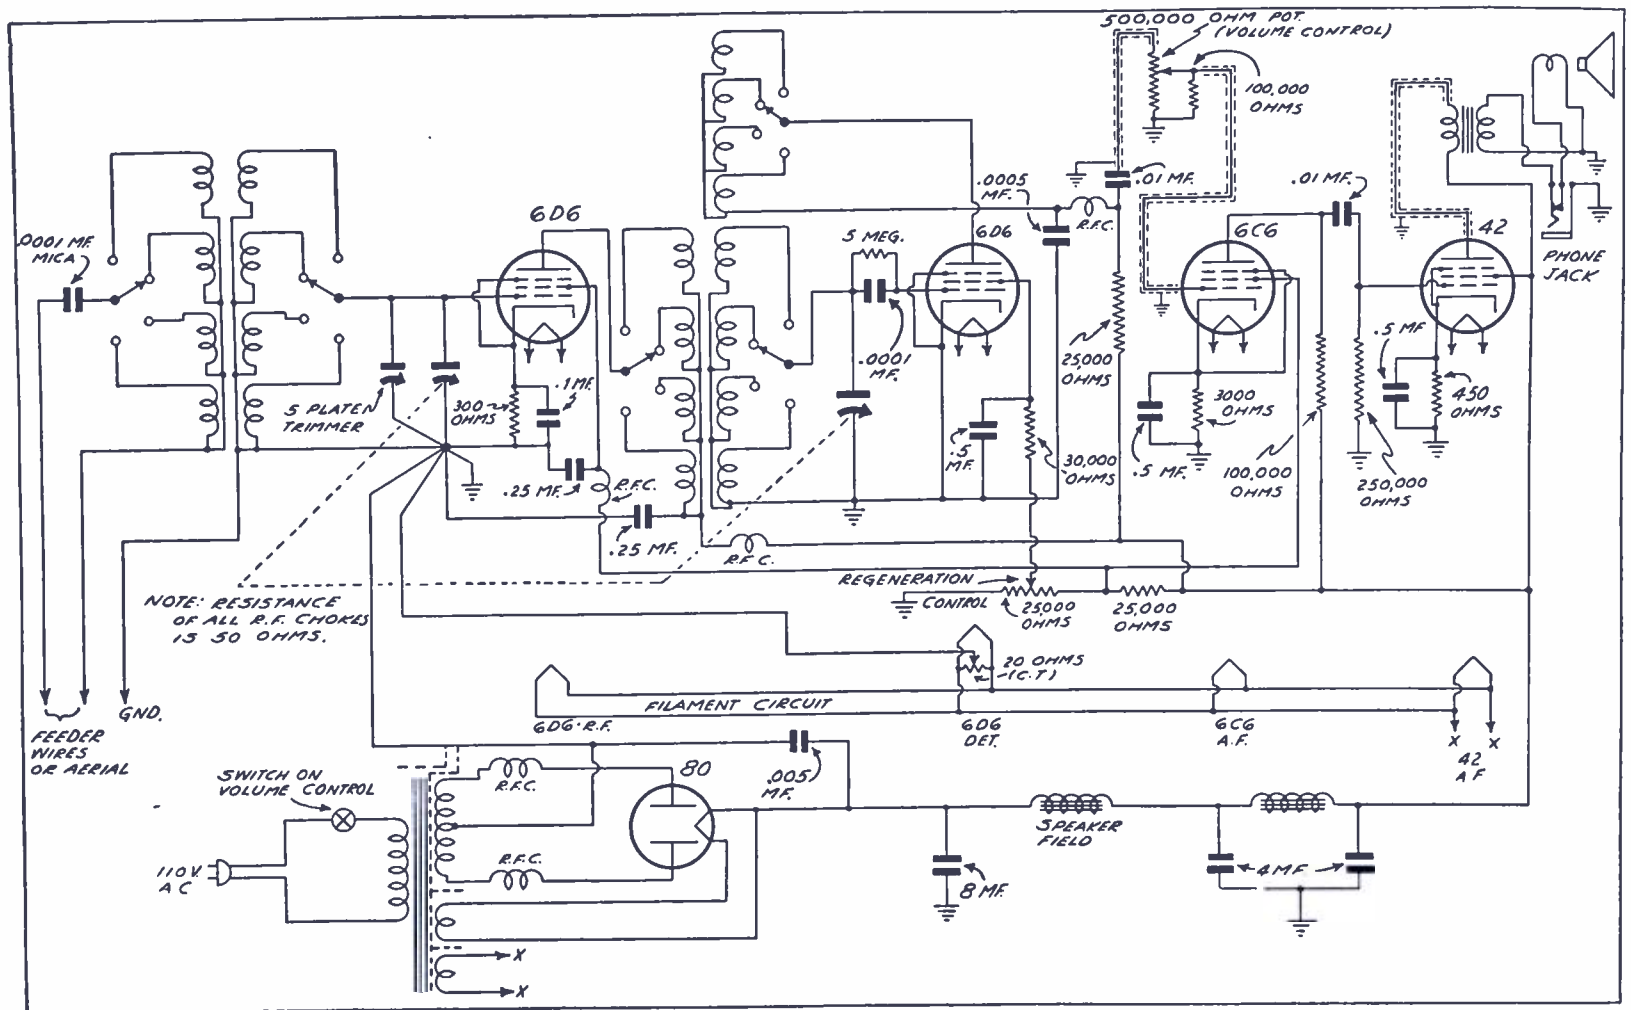 500,000 OHM POT.
(VOLUME CONTROL)
100,000
OHMS
.0001 MF.
MICA
6D6
.0005
MF.
.01 MF.
R.F.C.
.01 MF.
5 MEG.
6D6
6C6
42
PHONE
JACK
.0001
MF.
25,000
OHMS
.5 MF
450
OHMS
5 PLATEN
TRIMMER
300
OHMS
.1 MF.
.25 MF.
R.F.C.
.25 MF.
R.F.C.
.5
MF.
30,000
OHMS
3000
OHMS
.5 MF.
100,000
OHMS
250,000
OHMS
NOTE: RESISTANCE
OF ALL R.F. CHOKES
IS 50 OHMS.
REGENERATION
CONTROL
25,000
OHMS
25,000
OHMS
20 OHMS
(C.T)
FILAMENT CIRCUIT
GND.
FEEDER
WIRES
OR AERIAL
6D6·R.F.
6D6
DET.
6C6
A.F.
X
X
42
A F
SWITCH ON
VOLUME CONTROL
R.F.C.
80
.005
MF.
SPEAKER
FIELD
110V.
A C
R.F.C.
8 MF.
4 MF.
X
X